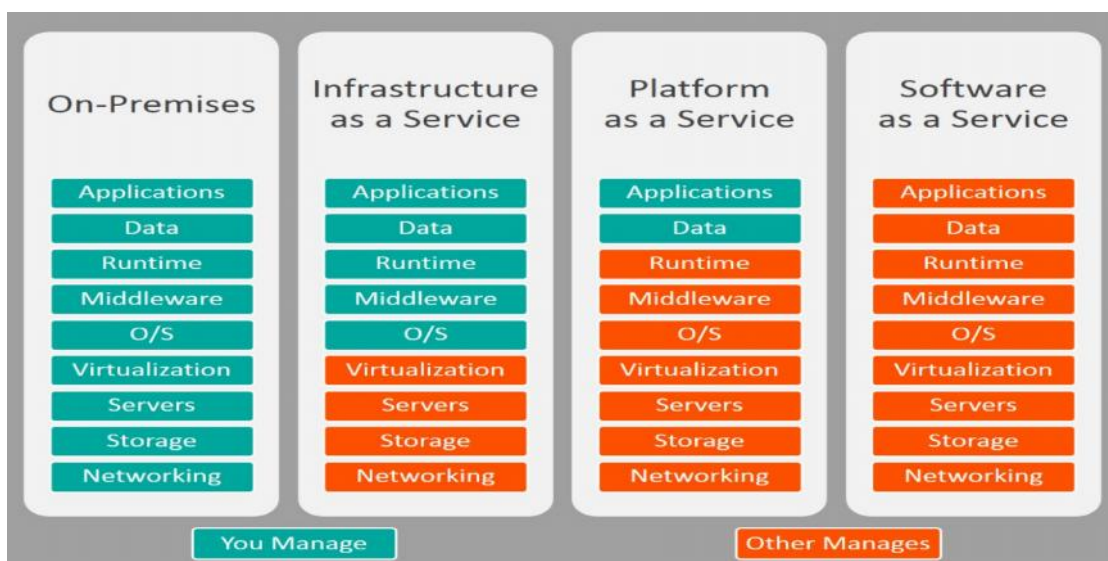 On-Premises
Applications
Data
Runtime
Middleware
O/S
Virtualization
Servers
Storage
Networking
Infrastructure
as a Service
Applications
Data
Runtime
Middleware
O/S
Virtualization
Servers
Storage
Networking
Platform
as a Service
Applications
Data
Runtime
Middleware
O/S
Virtualization
Servers
Storage
Networking
Software
as a Service
Applications
Data
Runtime
Middleware
O/S
Virtualization
Servers
Storage
Networking
You Manage
Other Manages